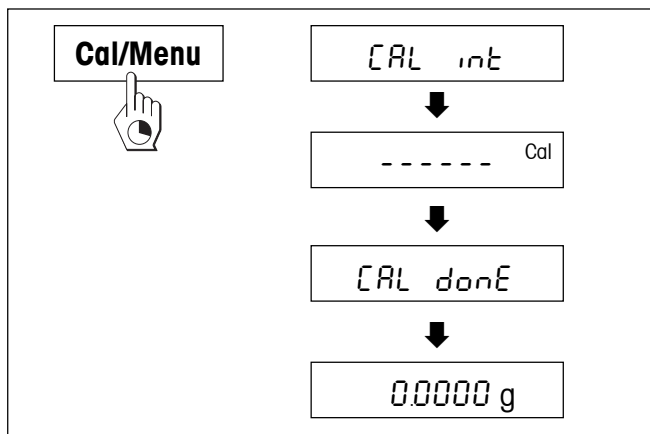 Cal/Menu
CAL int
- - - - - - Cal
CAL donE
0.0000 g